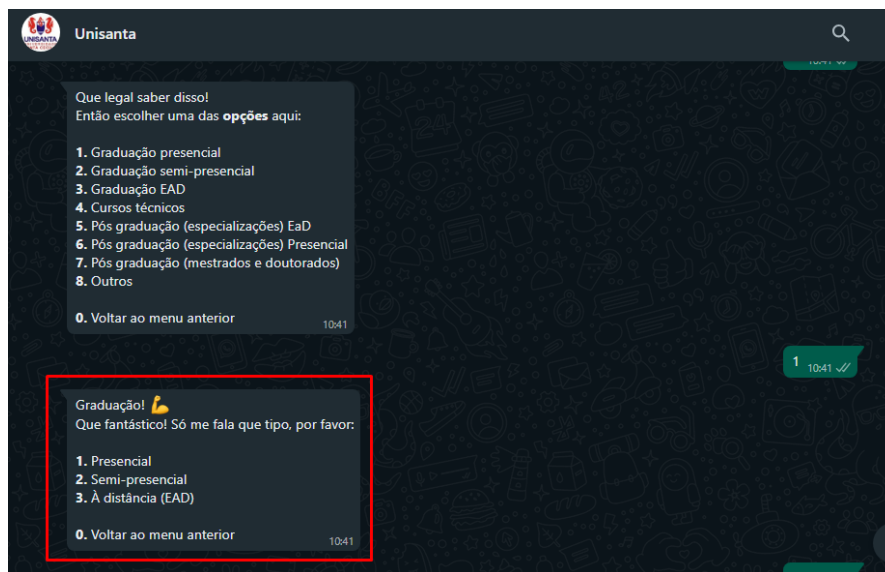 UNISANTA
Unisanta
Que legal saber disso!
Então escolher uma das opções aqui:
1. Graduação presencial
2. Graduação semi-presencial
3. Graduação EAD
4. Cursos técnicos
5. Pós graduação (especializações) EaD
6. Pós graduação (especializações) Presencial
7. Pós graduação (mestrados e doutorados)
8. Outros
0. Voltar ao menu anterior
10:41
1 10:41
Graduação! 💪
Que fantástico! Só me fala que tipo, por favor:
1. Presencial
2. Semi-presencial
3. À distância (EAD)
0. Voltar ao menu anterior
10:41